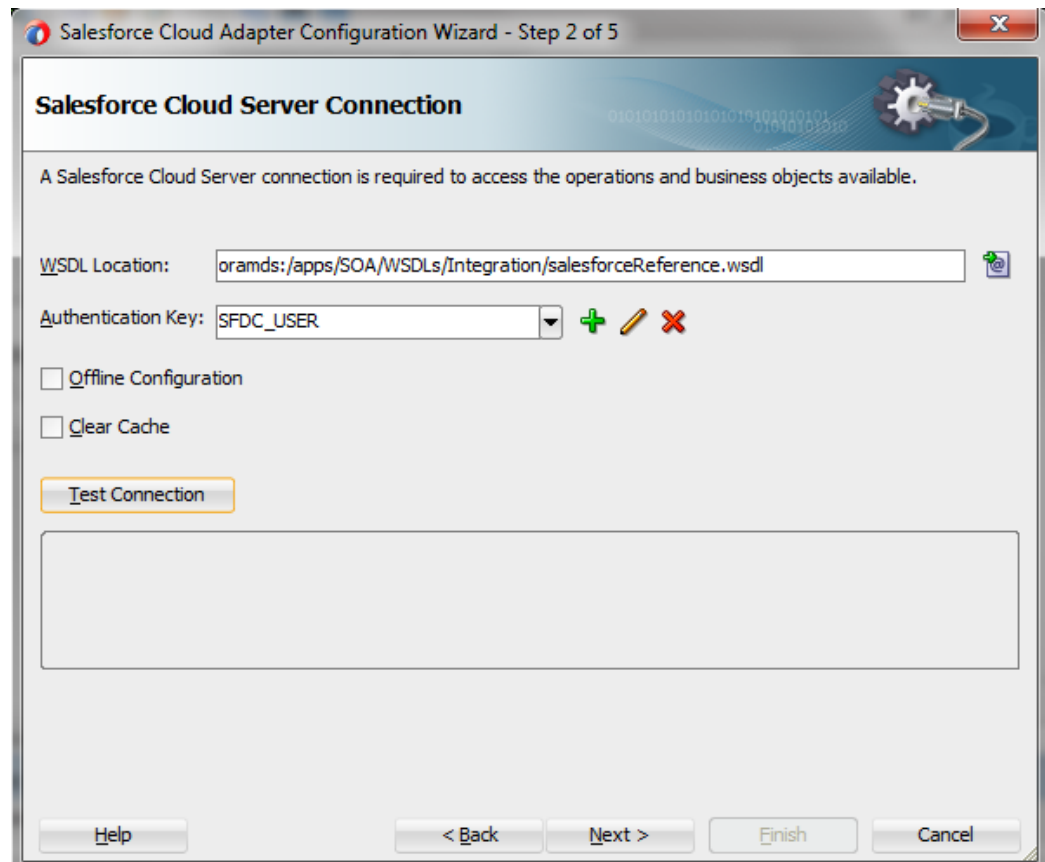 Salesforce Cloud Adapter Configuration Wizard - Step 2 of 5
Salesforce Cloud Server Connection
A Salesforce Cloud Server connection is required to access the operations and business objects available.
WSDL Location: oramds:/apps/SOA/WSDLs/Integration/salesforceReference.wsdl
Authentication Key: SFDC_USER
Offline Configuration
Clear Cache
Test Connection
Help < Back Next > Finish Cancel